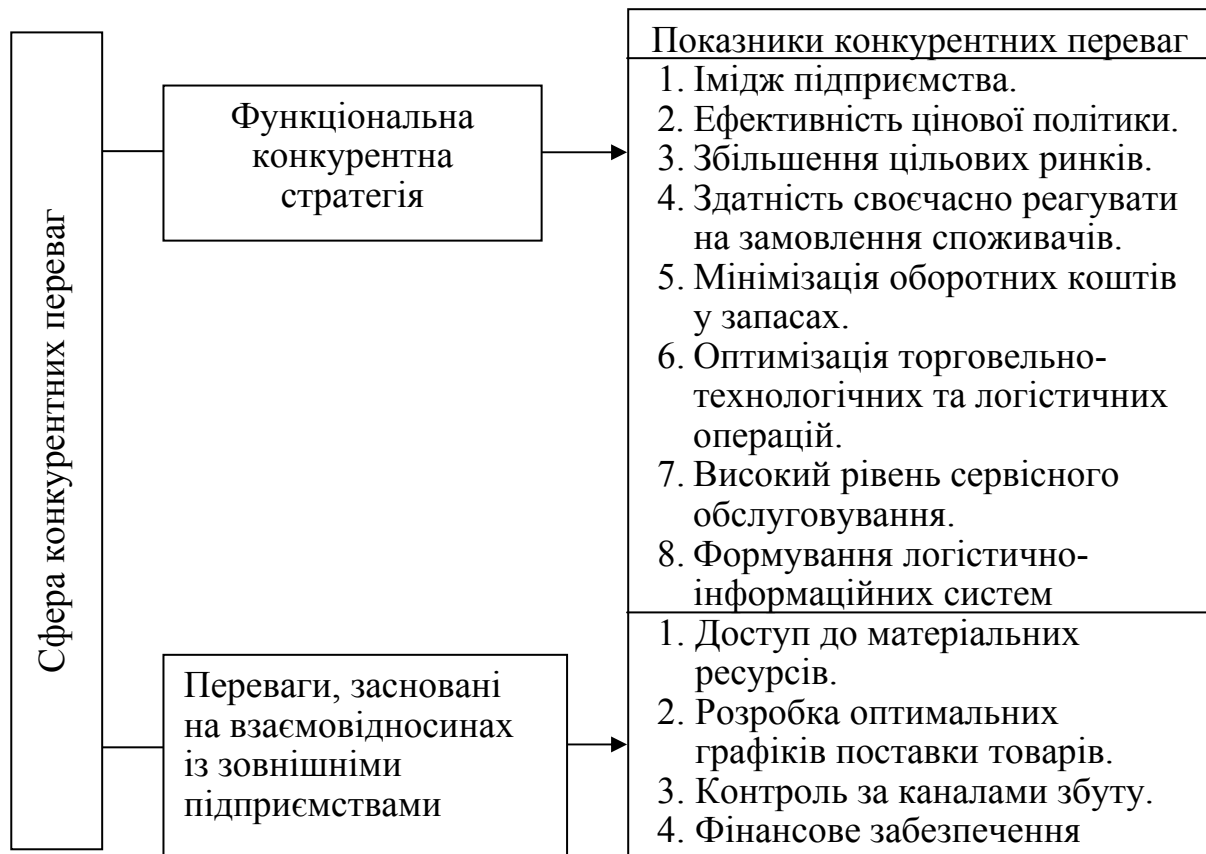 Сфера конкурентних переваг
Функціональна
конкурентна
стратегія
Показники конкурентних переваг
1. Імідж підприємства.
2. Ефективність цінової політики.
3. Збільшення цільових ринків.
4. Здатність своєчасно реагувати
на замовлення споживачів.
5. Мінімізація оборотних коштів
у запасах.
6. Оптимізація торговельно-
технологічних та логістичних
операцій.
7. Високий рівень сервісного
обслуговування.
8. Формування логістично-
інформаційних систем
Переваги, засновані
на взаємовідносинах
із зовнішніми
підприємствами
1. Доступ до матеріальних
ресурсів.
2. Розробка оптимальних
графіків поставки товарів.
3. Контроль за каналами збуту.
4. Фінансове забезпечення